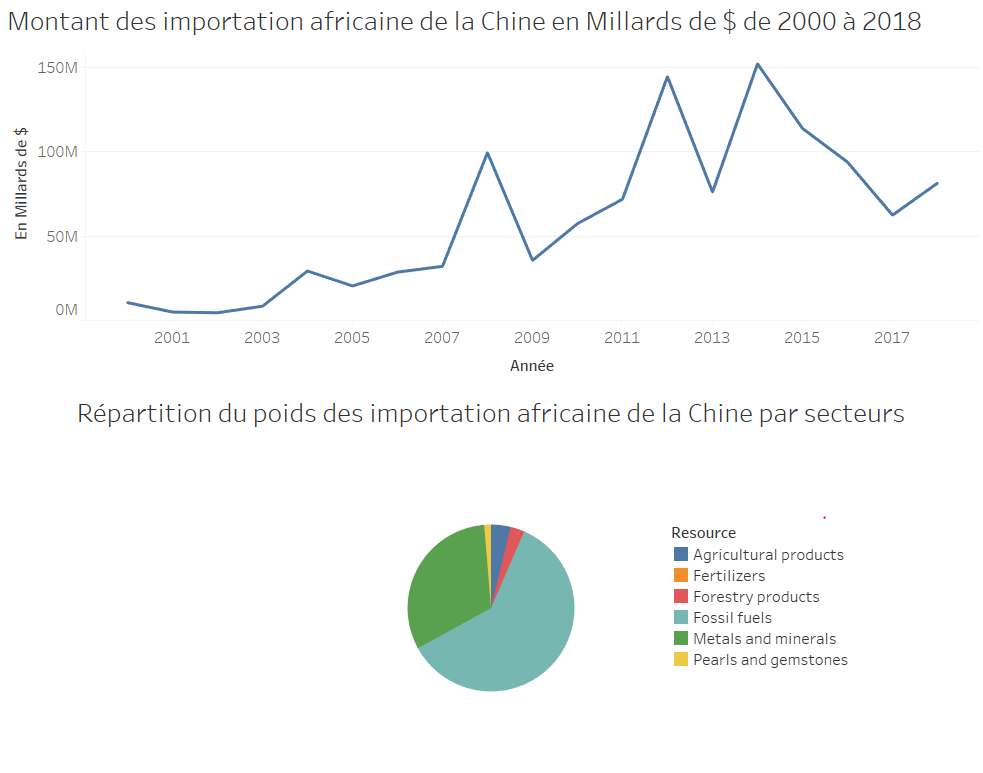 Montant des importation africaine de la Chine en Millards de $ de 2000 à 2018
150M
100M
50M
0M
En Millards de $
2001 2003 2005 2007 2009 2011 2013 2015 2017
Année
Répartition du poids des importation africaine de la Chine par secteurs
Resource
Agricultural products
Fertilizers
Forestry products
Fossil fuels
Metals and minerals
Pearls and gemstones